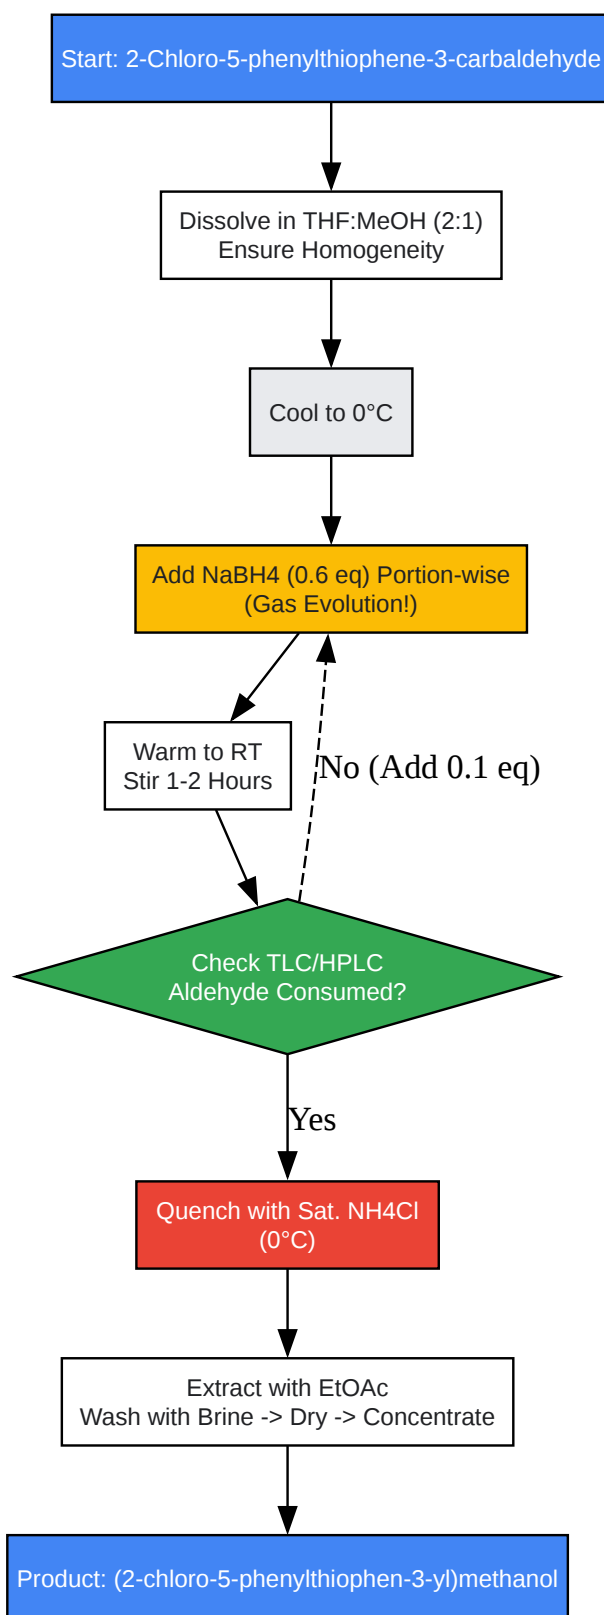 Start: 2-Chloro-5-phenylthiophene-3-carbaldehyde
Dissolve in THF:MeOH (2:1)
Ensure Homogeneity
Cool to 0°C
Add NaBH4 (0.6 eq) Portion-wise
(Gas Evolution!)
Warm to RT
Stir 1-2 Hours
No (Add 0.1 eq)
Check TLC/HPLC
Aldehyde Consumed?
Yes
Quench with Sat. NH4Cl
(0°C)
Extract with EtOAc
Wash with Brine -> Dry -> Concentrate
Product: (2-chloro-5-phenylthiophen-3-yl)methanol